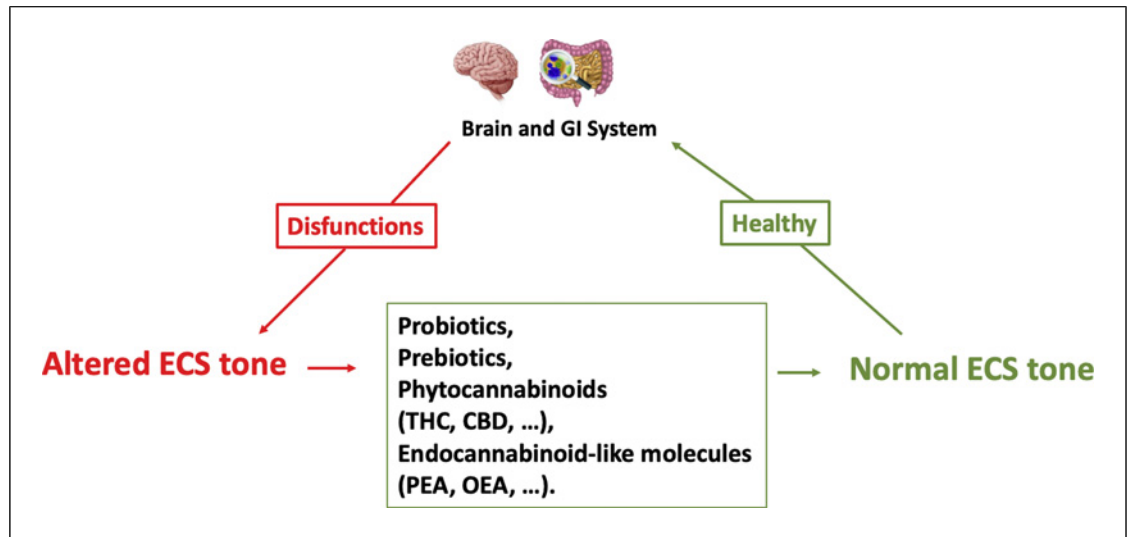 Brain and GI System
Disfunctions
Healthy
Altered ECS tone
Probiotics,
Prebiotics,
Phytocannabinoids
(THC, CBD, ...),
Endocannabinoid-like molecules
(PEA, OEA, ...).
Normal ECS tone